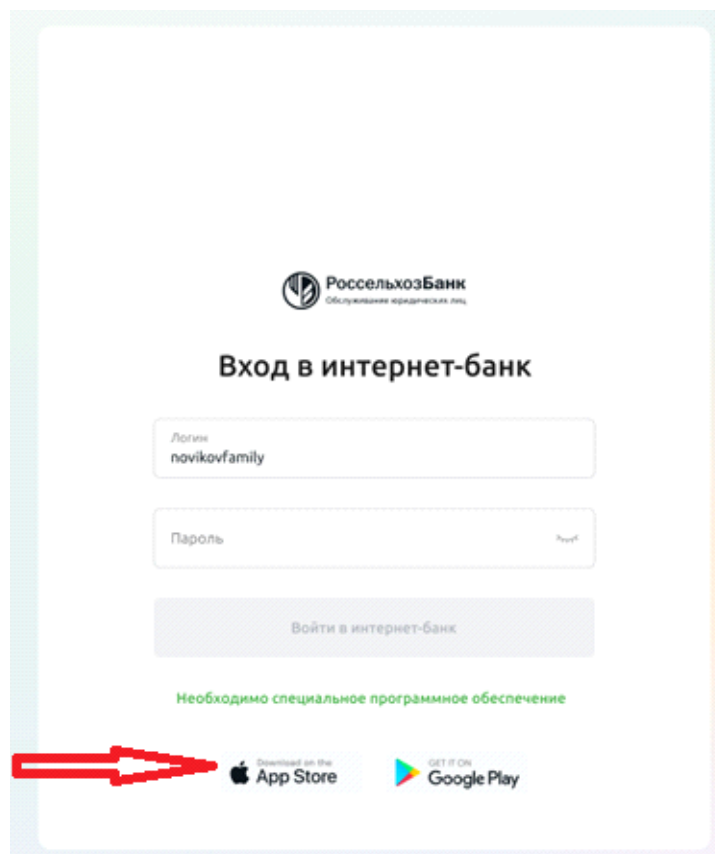 РоссельхозБанк
Обслуживание юридических лиц
Вход в интернет-банк
Логин
novikovfamily
Пароль
Войти в интернет-банк
Необходимо специальное программное обеспечение
Download on the
App Store
GET IT ON
Google Play